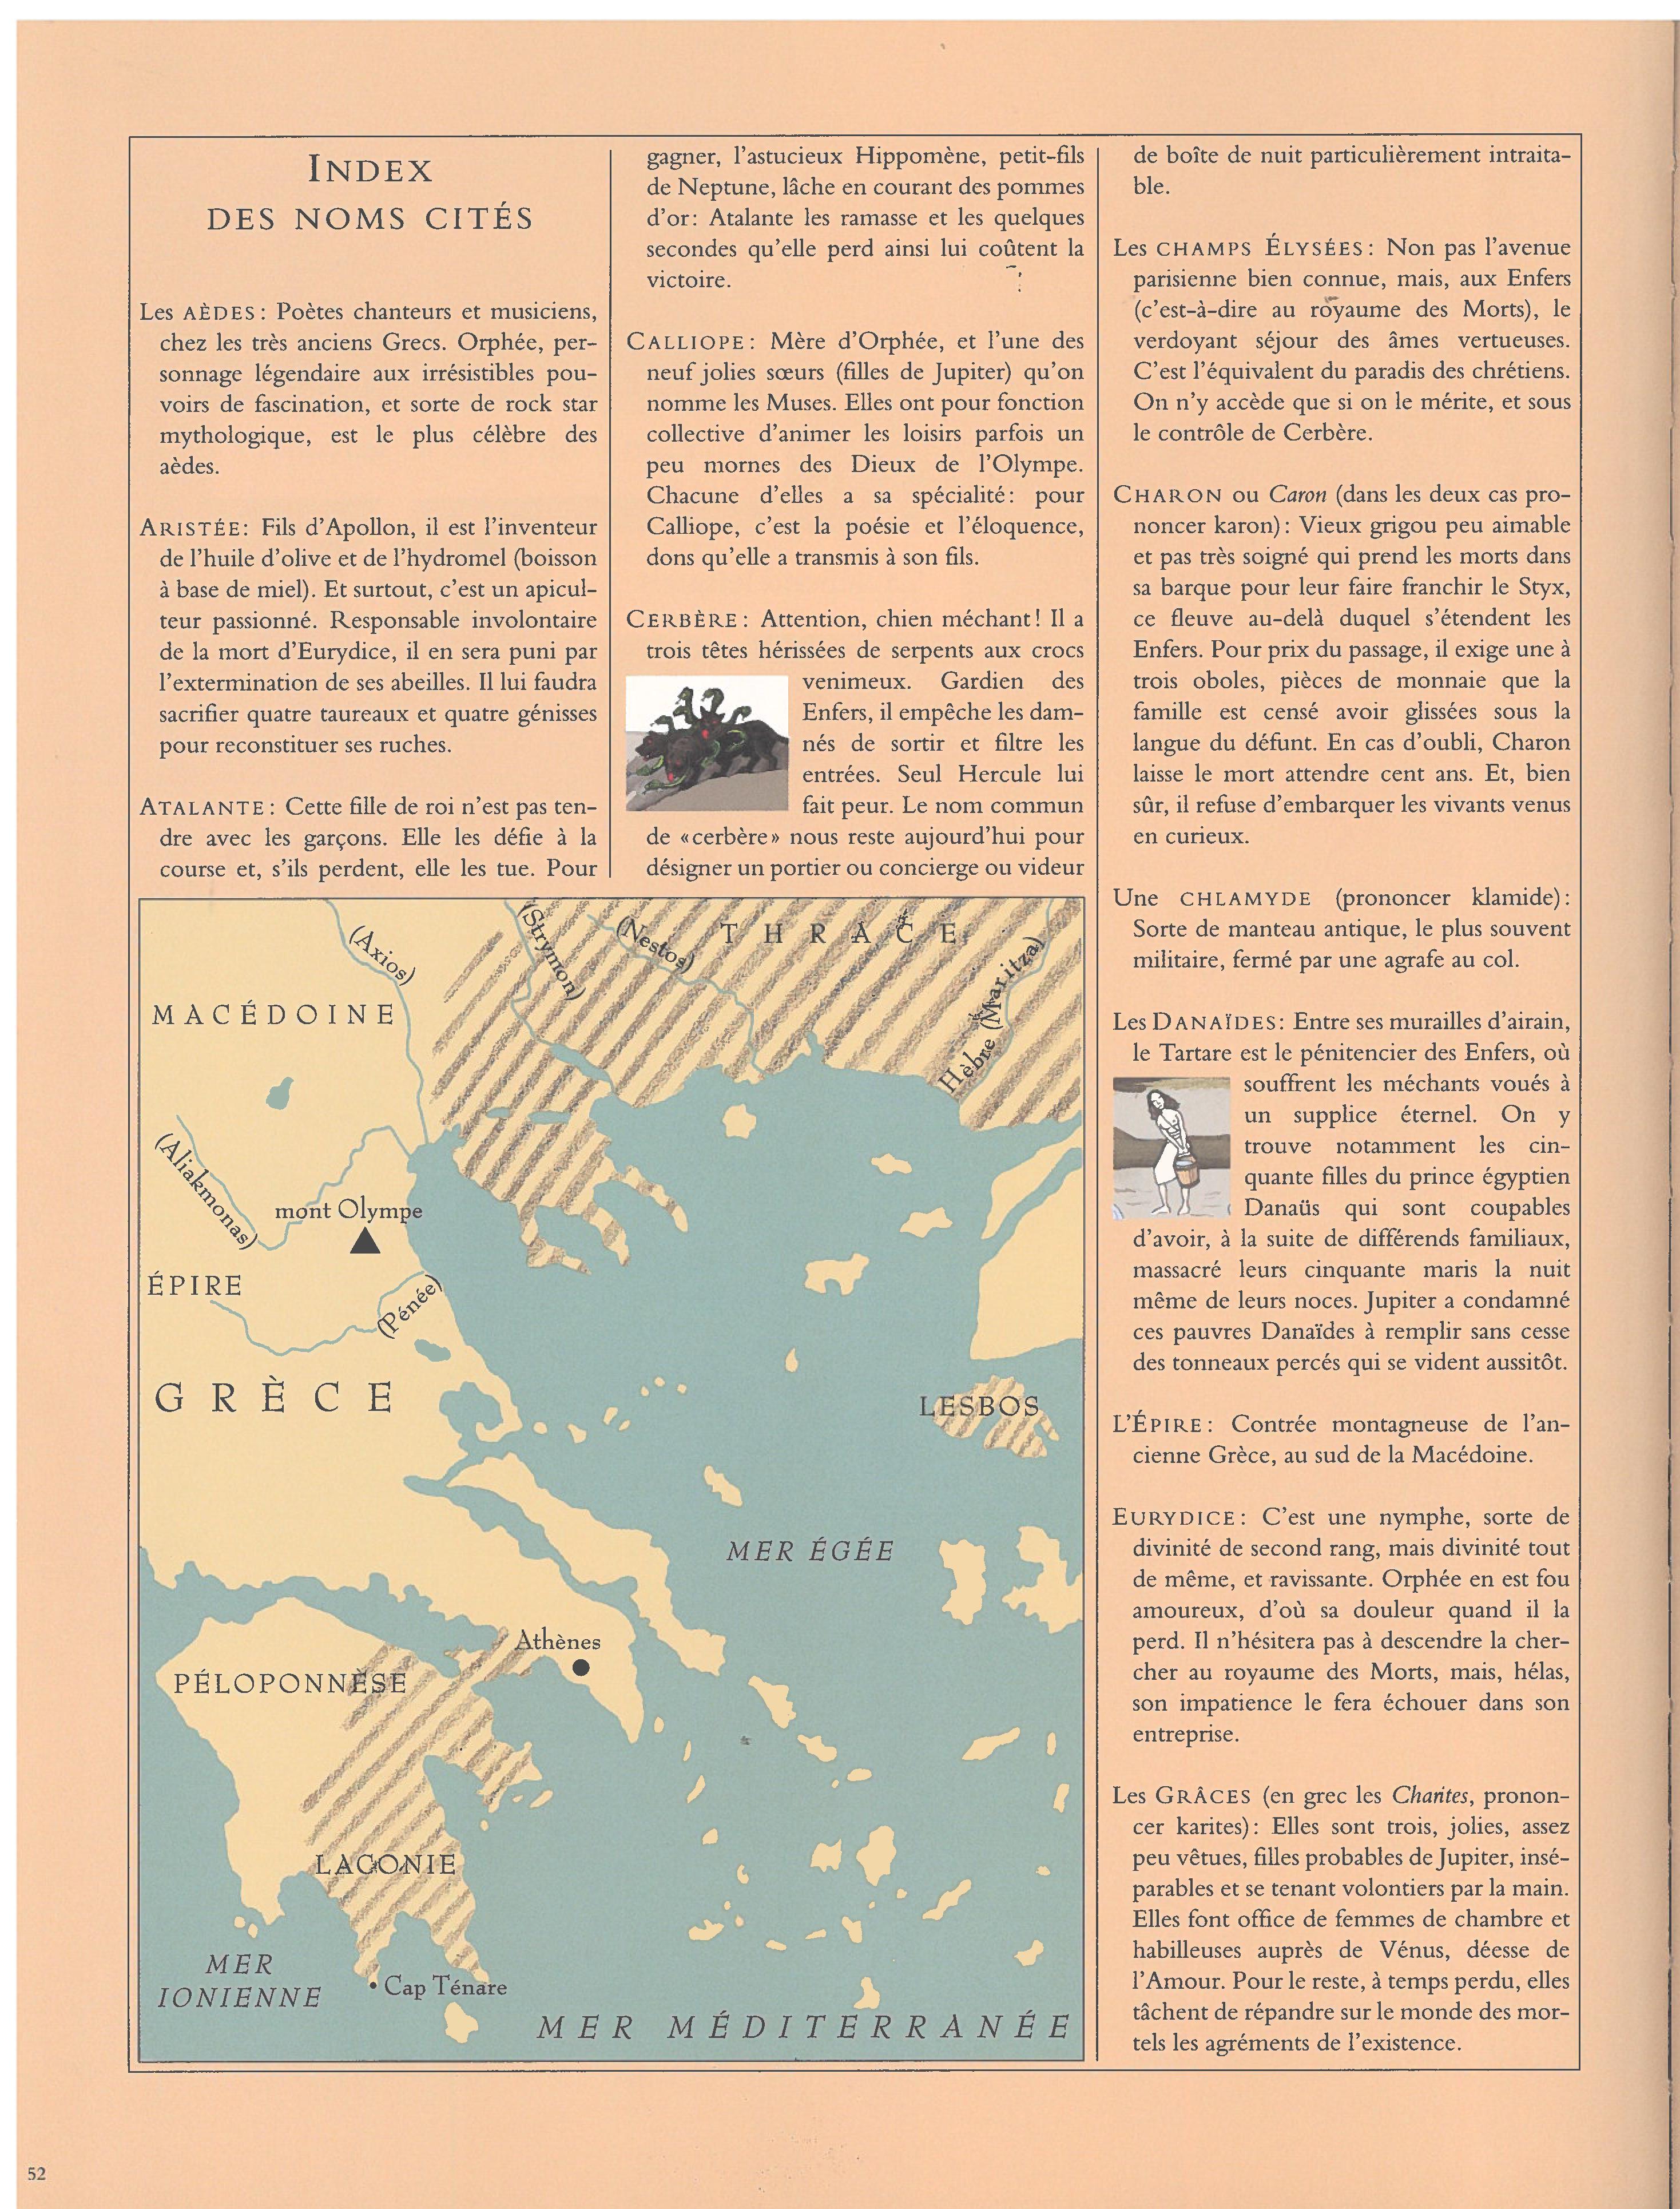 INDEX
DES NOMS CITÉS
Les AÈDES : Poètes chanteurs et musiciens,
chez les très anciens Grecs. Orphée, per-
sonnage légendaire aux irrésistibles pou-
voirs de fascination, et sorte de rock star
mythologique, est le plus célèbre des
aèdes.
ARISTÉE : Fils d'Apollon, il est l'inventeur
de l'huile d'olive et de l'hydromel (boisson
à base de miel). Et surtout, c'est un apicul-
teur passionné. Responsable involontaire
de la mort d'Eurydice, il en sera puni par
l'extermination de ses abeilles. Il lui faudra
sacrifier quatre taureaux et quatre génisses
pour reconstituer ses ruches.
ATALANTE : Cette fille de roi n'est pas ten-
dre avec les garçons. Elle les défie à la
course et, s'ils perdent, elle les tue. Pour
gagner, l'astucieux Hippomène, petit-fils
de Neptune, lâche en courant des pommes
d'or : Atalante les ramasse et les quelques
secondes qu'elle perd ainsi lui coûtent la
victoire.
CALLIOPE : Mère d'Orphée, et l'une des
neuf jolies sœurs (filles de Jupiter) qu'on
nomme les Muses. Elles ont pour fonction
collective d'animer les loisirs parfois un
peu mornes des Dieux de l'Olympe.
Chacune d'elles a sa spécialité : pour
Calliope, c'est la poésie et l'éloquence,
dons qu'elle a transmis à son fils.
CERBÈRE : Attention, chien méchant ! Il a
trois têtes hérissées de serpents aux crocs
venimeux. Gardien des
Enfers, il empêche les dam-
nés de sortir et filtre les
entrées. Seul Hercule lui
fait peur. Le nom commun
de «cerbère» nous reste aujourd'hui pour
désigner un portier ou concierge ou videur
de boîte de nuit particulièrement intraita-
ble.
Les CHAMPS ÉLYSÉES : Non pas l'avenue
parisienne bien connue, mais, aux Enfers
(c'est-à-dire au royaume des Morts), le
verdoyant séjour des âmes vertueuses.
C'est l'équivalent du paradis des chrétiens.
On n'y accède que si on le mérite, et sous
le contrôle de Cerbère.
CHARON ou Caron (dans les deux cas pro-
noncer karon) : Vieux grigou peu aimable
et pas très soigné qui prend les morts dans
sa barque pour leur faire franchir le Styx,
ce fleuve au-delà duquel s'étendent les
Enfers. Pour prix du passage, il exige une à
trois oboles, pièces de monnaie que la
famille est censé avoir glissées sous la
langue du défunt. En cas d'oubli, Charon
laisse le mort attendre cent ans. Et, bien
sûr, il refuse d'embarquer les vivants venus
en curieux.
Une CHLAMYDE (prononcer klamide) :
Sorte de manteau antique, le plus souvent
militaire, fermé par une agrafe au col.
Les DANAÏDES : Entre ses murailles d'airain,
le Tartare est le pénitencier des Enfers, où
souffrent les méchants voués à
un supplice éternel. On y
trouve notamment les cin-
quante filles du prince égyptien
Danaüs qui sont coupables
d'avoir, à la suite de différends familiaux,
massacré leurs cinquante maris la nuit
même de leurs noces. Jupiter a condamné
ces pauvres Danaïdes à remplir sans cesse
des tonneaux percés qui se vident aussitôt.
L'ÉPIRE : Contrée montagneuse de l'an-
cienne Grèce, au sud de la Macédoine.
EURYDICE : C'est une nymphe, sorte de
divinité de second rang, mais divinité tout
de même, et ravissante. Orphée en est fou
amoureux, d'où sa douleur quand il la
perd. Il n'hésitera pas à descendre la cher-
cher au royaume des Morts, mais, hélas,
son impatience le fera échouer dans son
entreprise.
Les GRÂCES (en grec les Charites, pronon-
cer karites) : Elles sont trois, jolies, assez
peu vêtues, filles probables de Jupiter, insé-
parables et se tenant volontiers par la main.
Elles font office de femmes de chambre et
habilleuses auprès de Vénus, déesse de
l'Amour. Pour le reste, à temps perdu, elles
tâchent de répandre sur le monde des mor-
tels les agréments de l'existence.
(Axios)
(Strymon)
(Nestos)
THRACE
Hèbre (Maritza)
MACÉDOINE
(Aliakmonas)
mont Olympe
ÉPIRE
(Pénée)
GRÈCE
LESBOS
MER ÉGÉE
Athènes
PÉLOPONNÈSE
LACONIE
MER
IONIENNE
Cap Ténare
MER MÉDITERRANÉE
52